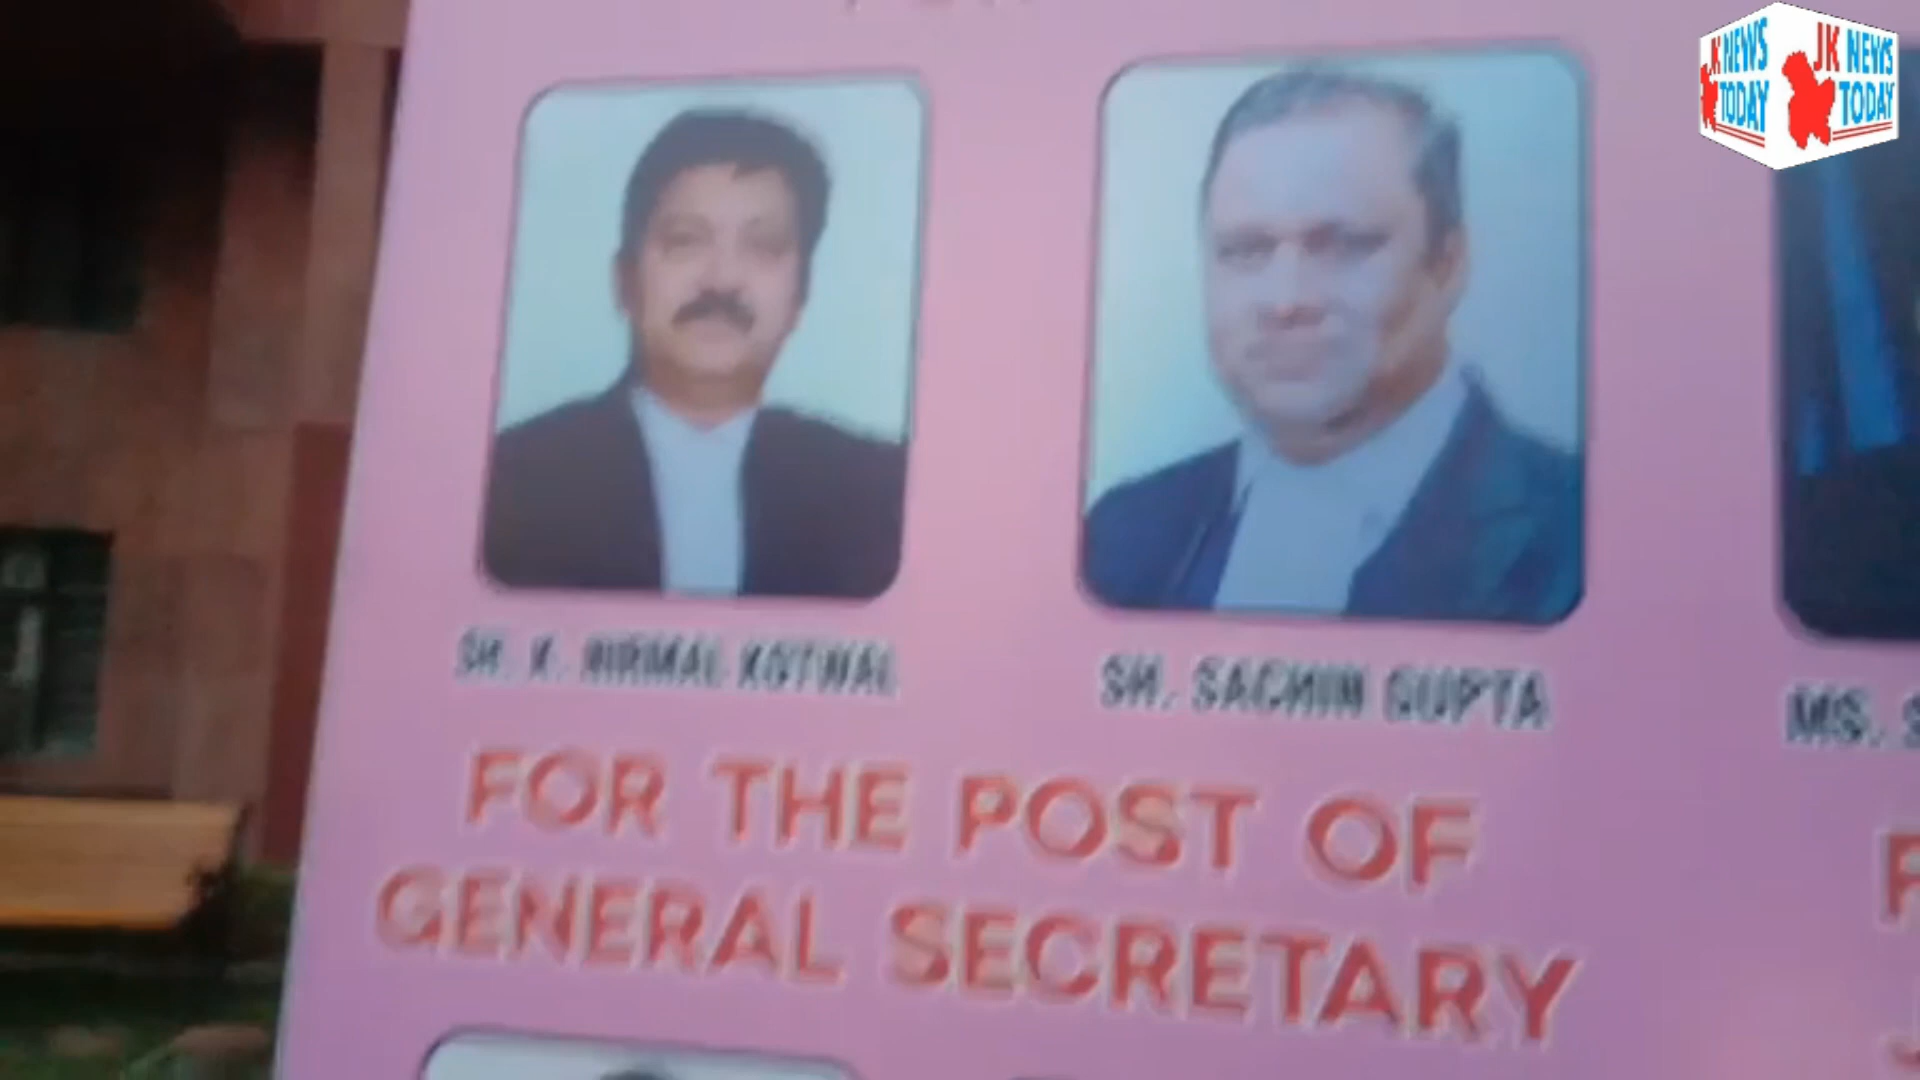 JK NEWS TODAY
JK NEWS TODAY
SH. K. NIRMAL KOTWAL
SH. SACHIN GUPTA
MS. S
FOR THE POST OF
GENERAL SECRETARY